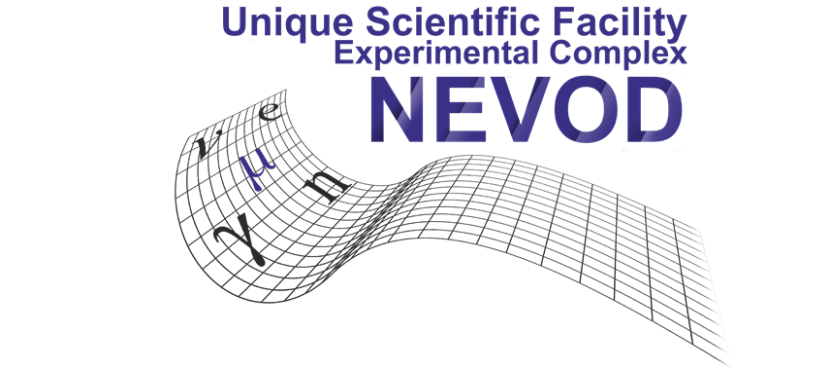 Unique Scientific Facility
Experimental Complex
NEVOD
e
ν
μ
n
γ